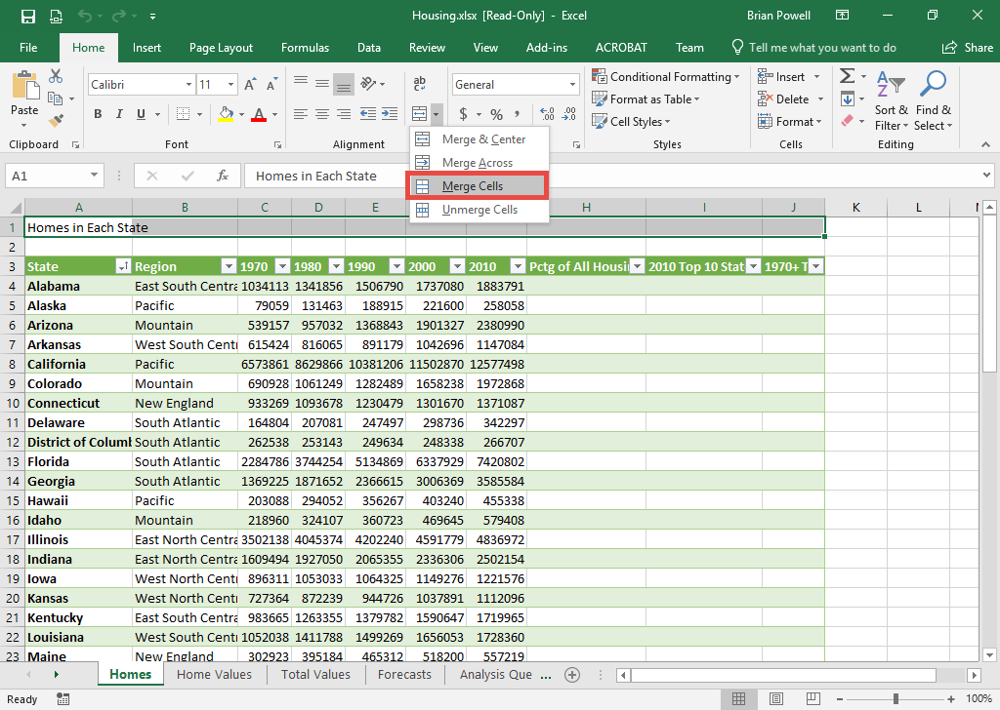 Housing.xlsx [Read-Only] - Excel Brian Powell
File Home Insert Page Layout Formulas Data Review View Add-ins ACROBAT Team Tell me what you want to do Share
Paste
Clipboard
Calibri 11
B I U A
Font
Alignment
General
$ % ,
Conditional Formatting
Format as Table
Cell Styles
Styles
Insert
Delete
Format
Cells
Sort & Filter
Find & Select
Editing
Merge & Center
Merge Across
Merge Cells
Unmerge Cells
A1 fx Homes in Each State
A B C D E H I J K L
1 Homes in Each State
2
3 State Region 1970 1980 1990 2000 2010 Pctg of All Housi 2010 Top 10 Stat 1970+ T
4 Alabama East South Centra 1034113 1341856 1506790 1737080 1883791
5 Alaska Pacific 79059 131463 188915 221600 258058
6 Arizona Mountain 539157 957032 1368843 1901327 2380990
7 Arkansas West South Centr 615424 816065 891179 1042696 1147084
8 California Pacific 6573861 8629866 10381206 11502870 12577498
9 Colorado Mountain 690928 1061249 1282489 1658238 1972868
10 Connecticut New England 933269 1093678 1230479 1301670 1371087
11 Delaware South Atlantic 164804 207081 247497 298736 342297
12 District of Columb South Atlantic 262538 253143 249634 248338 266707
13 Florida South Atlantic 2284786 3744254 5134869 6337929 7420802
14 Georgia South Atlantic 1369225 1871652 2366615 3006369 3585584
15 Hawaii Pacific 203088 294052 356267 403240 455338
16 Idaho Mountain 218960 324107 360723 469645 579408
17 Illinois East North Centra 3502138 4045374 4202240 4591779 4836972
18 Indiana East North Centra 1609494 1927050 2065355 2336306 2502154
19 Iowa West North Centr 896311 1053033 1064325 1149276 1221576
20 Kansas West North Centr 727364 872239 944726 1037891 1112096
21 Kentucky East South Centra 983665 1263355 1379782 1590647 1719965
22 Louisiana West South Centr 1052038 1411788 1499269 1656053 1728360
23 Maine New England 302923 395184 465312 518200 557219
Homes Home Values Total Values Forecasts Analysis Que ...
Ready 100%